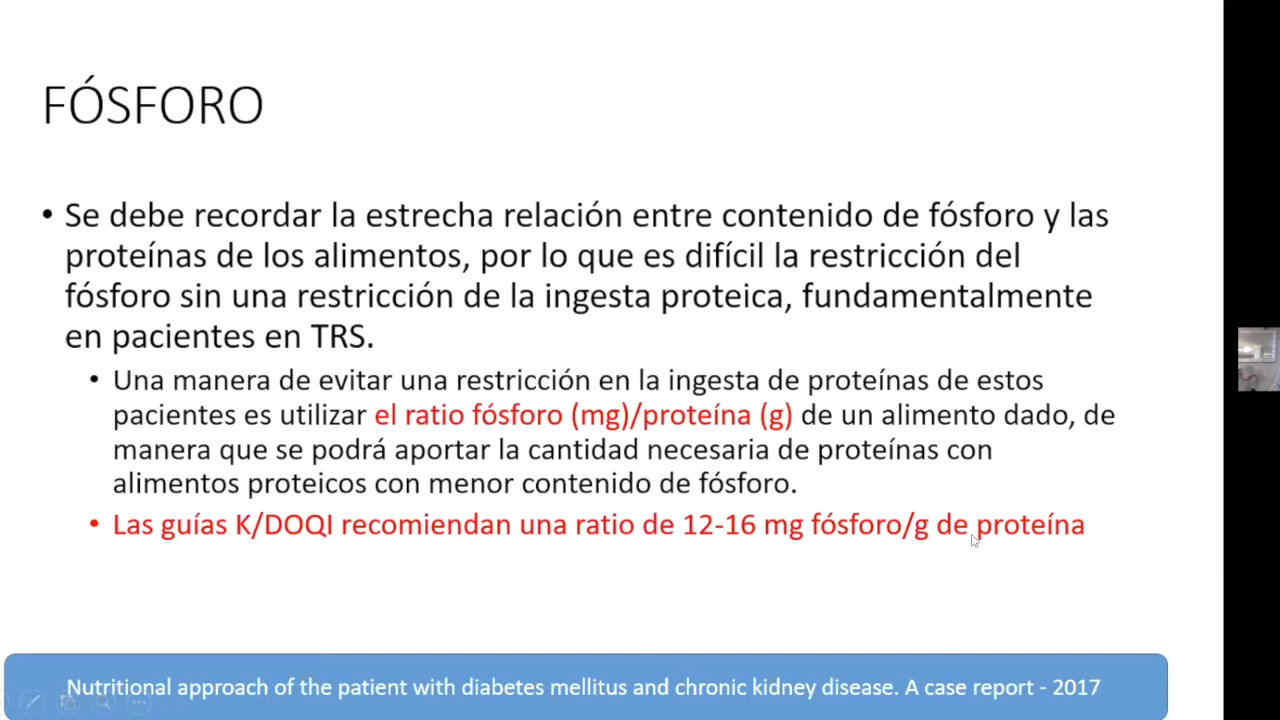 FÓSFORO
• Se debe recordar la estrecha relación entre contenido de fósforo y las
proteínas de los alimentos, por lo que es difícil la restricción del
fósforo sin una restricción de la ingesta proteica, fundamentalmente
en pacientes en TRS.
• Una manera de evitar una restricción en la ingesta de proteínas de estos
pacientes es utilizar el ratio fósforo (mg)/proteína (g) de un alimento dado, de
manera que se podrá aportar la cantidad necesaria de proteínas con
alimentos proteicos con menor contenido de fósforo.
• Las guías K/DOQI recomiendan una ratio de 12-16 mg fósforo/g de proteína
Nutritional approach of the patient with diabetes mellitus and chronic kidney disease. A case report - 2017